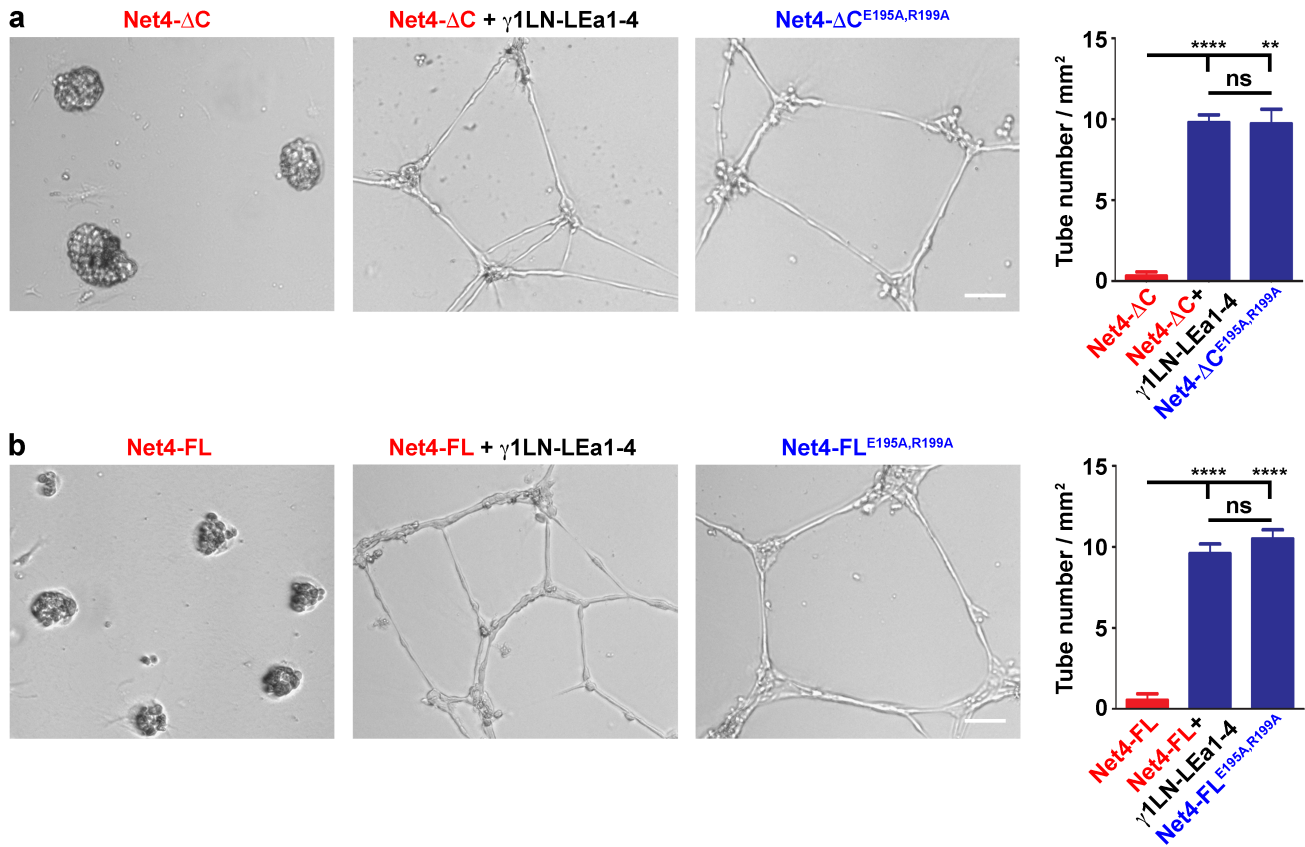 a
Net4-ΔC
Net4-ΔC + γ1LN-LEa1-4
Net4-ΔC^E195A,R199A
Tube number / mm²
15
10
5
0
**** **
ns
Net4-ΔC
Net4-ΔC+
γ1LN-LEa1-4
Net4-ΔC^E195A,R199A
b
Net4-FL
Net4-FL + γ1LN-LEa1-4
Net4-FL^E195A,R199A
Tube number / mm²
15
10
5
0
**** ****
ns
Net4-FL
Net4-FL+
γ1LN-LEa1-4
Net4-FL^E195A,R199A